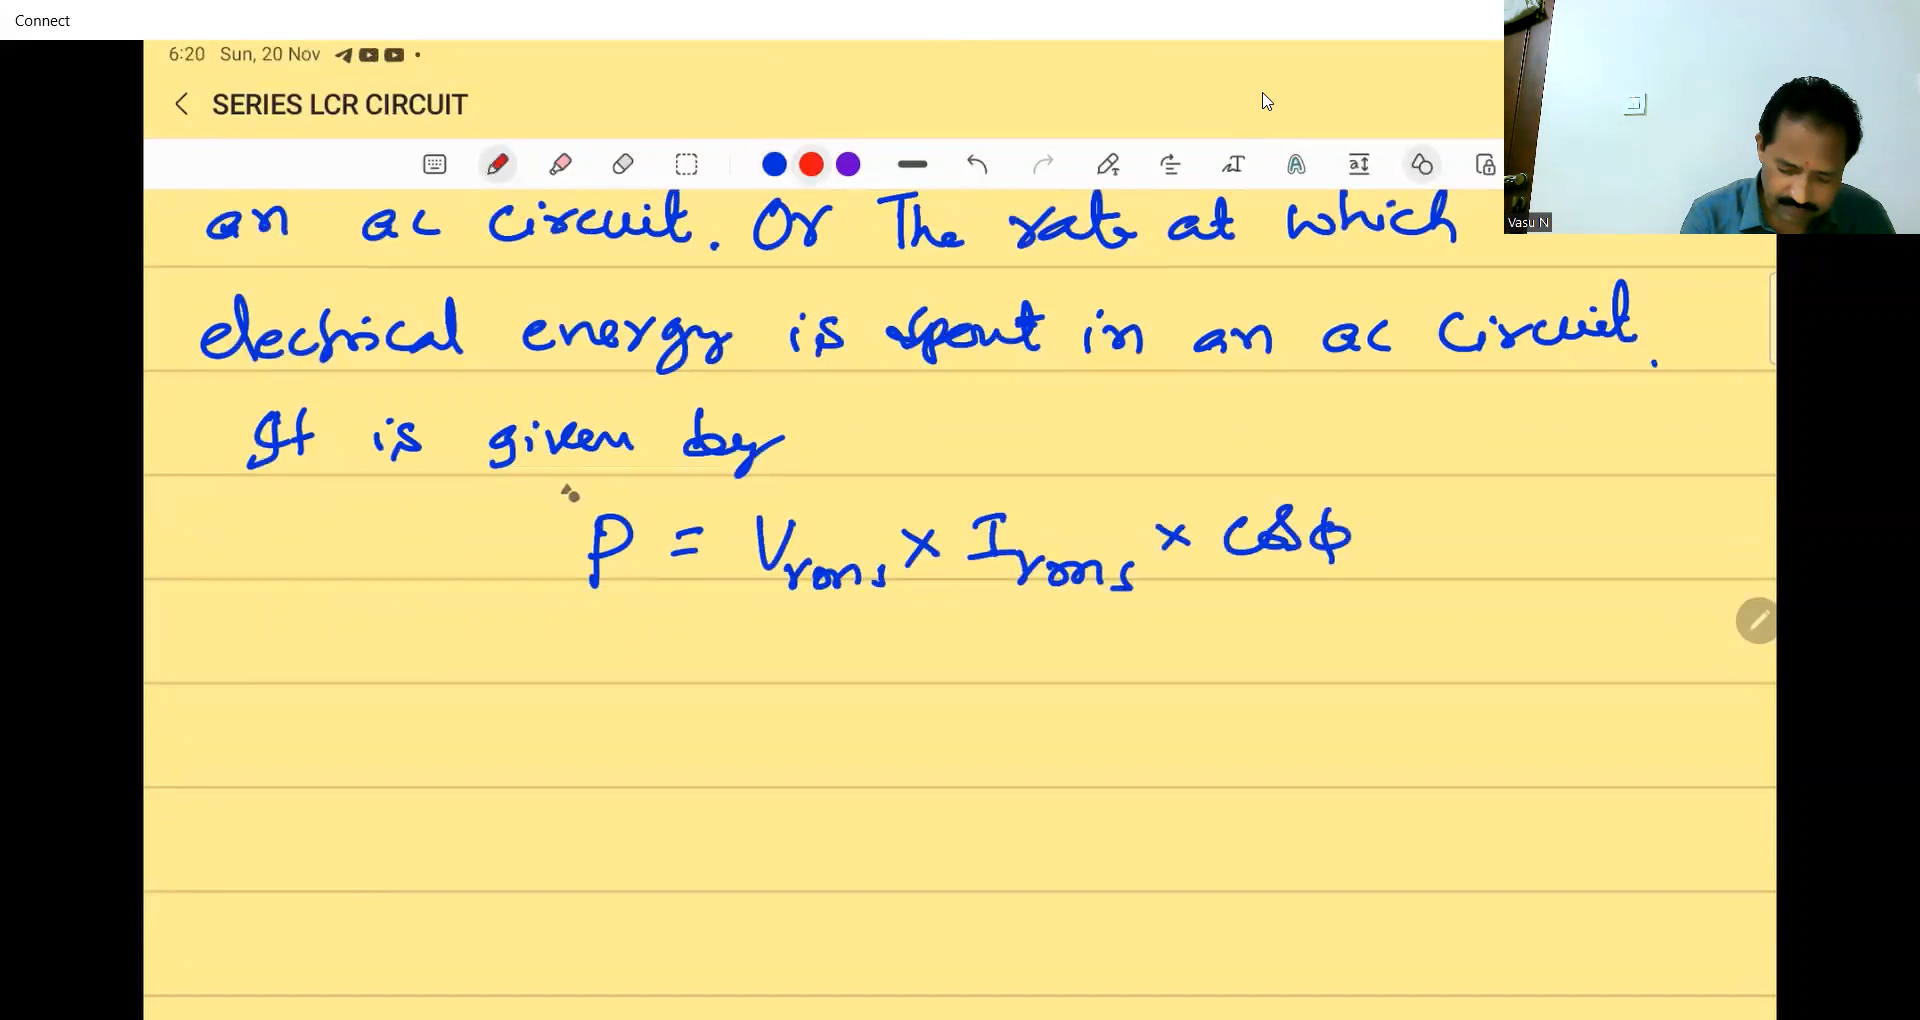 Connect
6:20 Sun, 20 Nov
SERIES LCR CIRCUIT
Vasu N
an ac circuit. Or The rate at which
electrical energy is spent in an ac circuit.
It is given by
P = Vrms × Irms × cosϕ